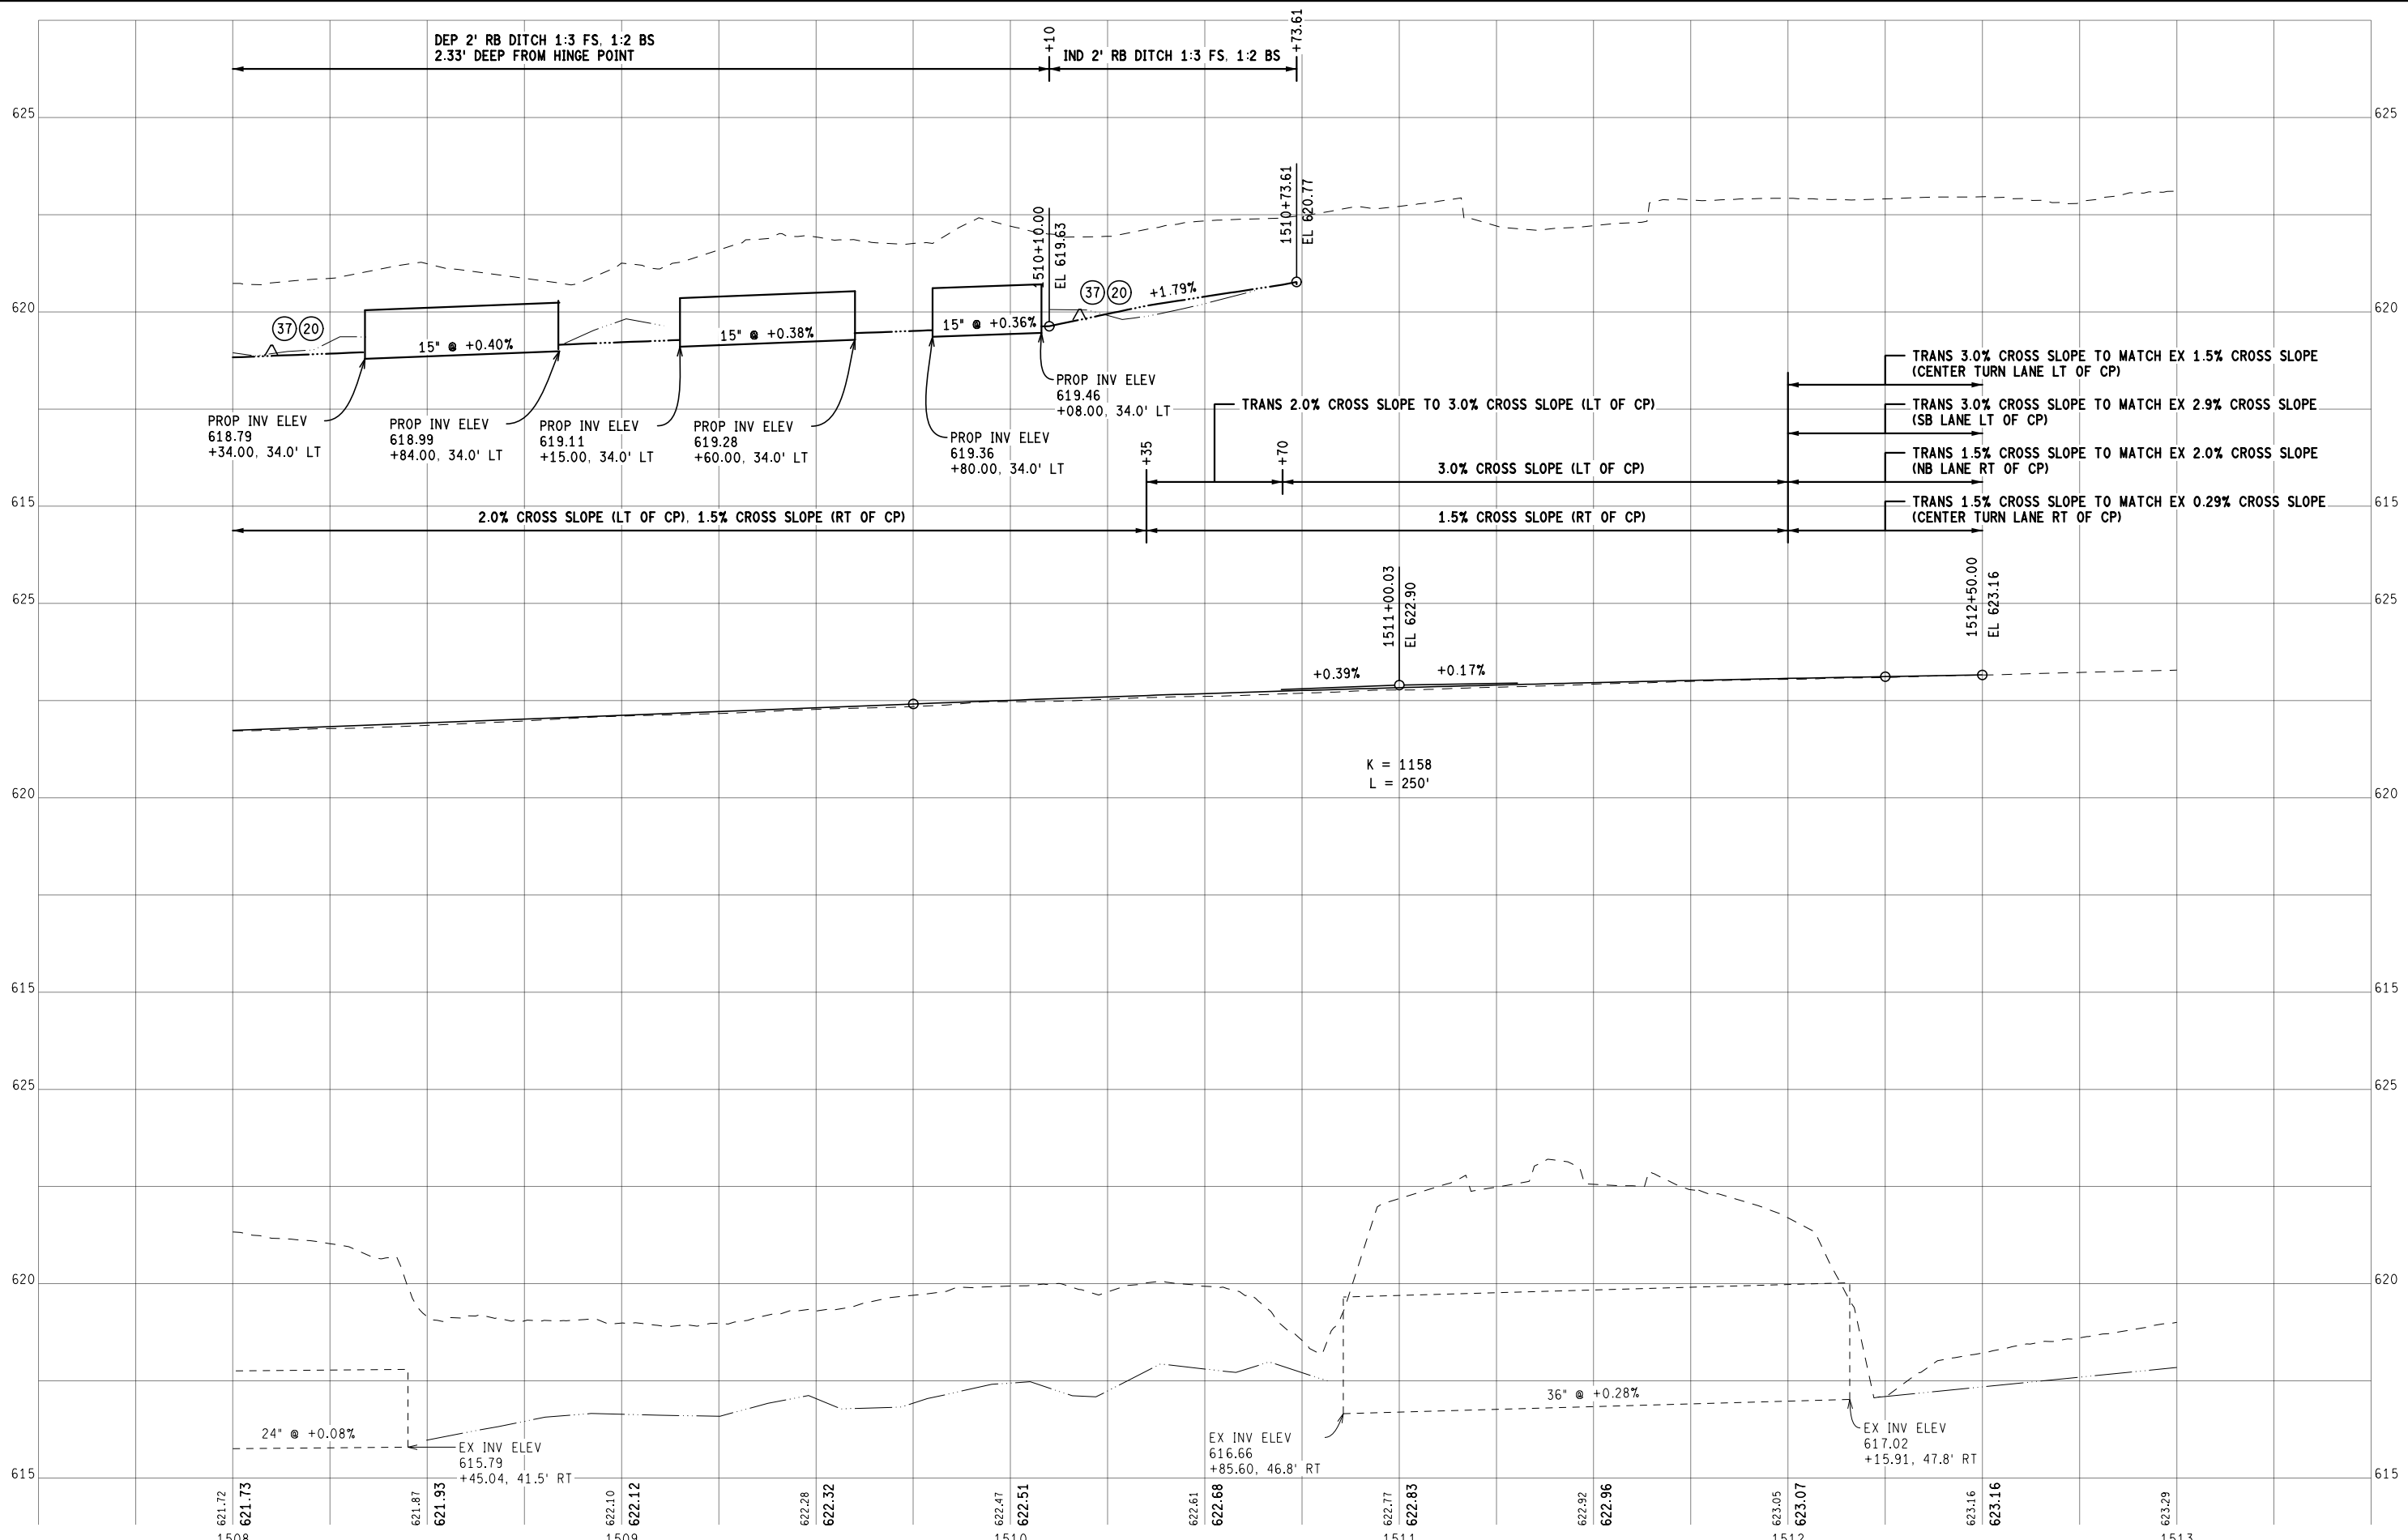 DEP 2' RB DITCH 1:3 FS, 1:2 BS
2.33' DEEP FROM HINGE POINT
+10
IND 2' RB DITCH 1:3 FS, 1:2 BS
+73.61
625
625
1510+73.61
EL 620.77
1510+10.00
EL 619.63
37
20
+1.79%
620
620
37
20
15" @ +0.40%
15" @ +0.38%
15" @ +0.36%
PROP INV ELEV
618.79
+34.00, 34.0' LT
PROP INV ELEV
618.99
+84.00, 34.0' LT
PROP INV ELEV
619.11
+15.00, 34.0' LT
PROP INV ELEV
619.28
+60.00, 34.0' LT
PROP INV ELEV
619.36
+80.00, 34.0' LT
PROP INV ELEV
619.46
+08.00, 34.0' LT
TRANS 2.0% CROSS SLOPE TO 3.0% CROSS SLOPE (LT OF CP)
TRANS 3.0% CROSS SLOPE TO MATCH EX 1.5% CROSS SLOPE
(CENTER TURN LANE LT OF CP)
TRANS 3.0% CROSS SLOPE TO MATCH EX 2.9% CROSS SLOPE
(SB LANE LT OF CP)
TRANS 1.5% CROSS SLOPE TO MATCH EX 2.0% CROSS SLOPE
(NB LANE RT OF CP)
TRANS 1.5% CROSS SLOPE TO MATCH EX 0.29% CROSS SLOPE
(CENTER TURN LANE RT OF CP)
+35
+70
3.0% CROSS SLOPE (LT OF CP)
615
615
2.0% CROSS SLOPE (LT OF CP), 1.5% CROSS SLOPE (RT OF CP)
1.5% CROSS SLOPE (RT OF CP)
1511+00.03
EL 622.90
1512+50.00
EL 623.16
625
625
+0.39%
+0.17%
K = 1158
L = 250'
620
620
615
615
625
625
620
620
24" @ +0.08%
EX INV ELEV
615.79
+45.04, 41.5' RT
EX INV ELEV
616.66
+85.60, 46.8' RT
36" @ +0.28%
EX INV ELEV
617.02
+15.91, 47.8' RT
615
615
621.72
621.73
621.87
621.93
622.10
622.12
622.28
622.32
622.47
622.51
622.61
622.68
622.77
622.83
622.92
622.96
623.05
623.07
623.16
623.16
623.29
1508
1509
1510
1511
1512
1513